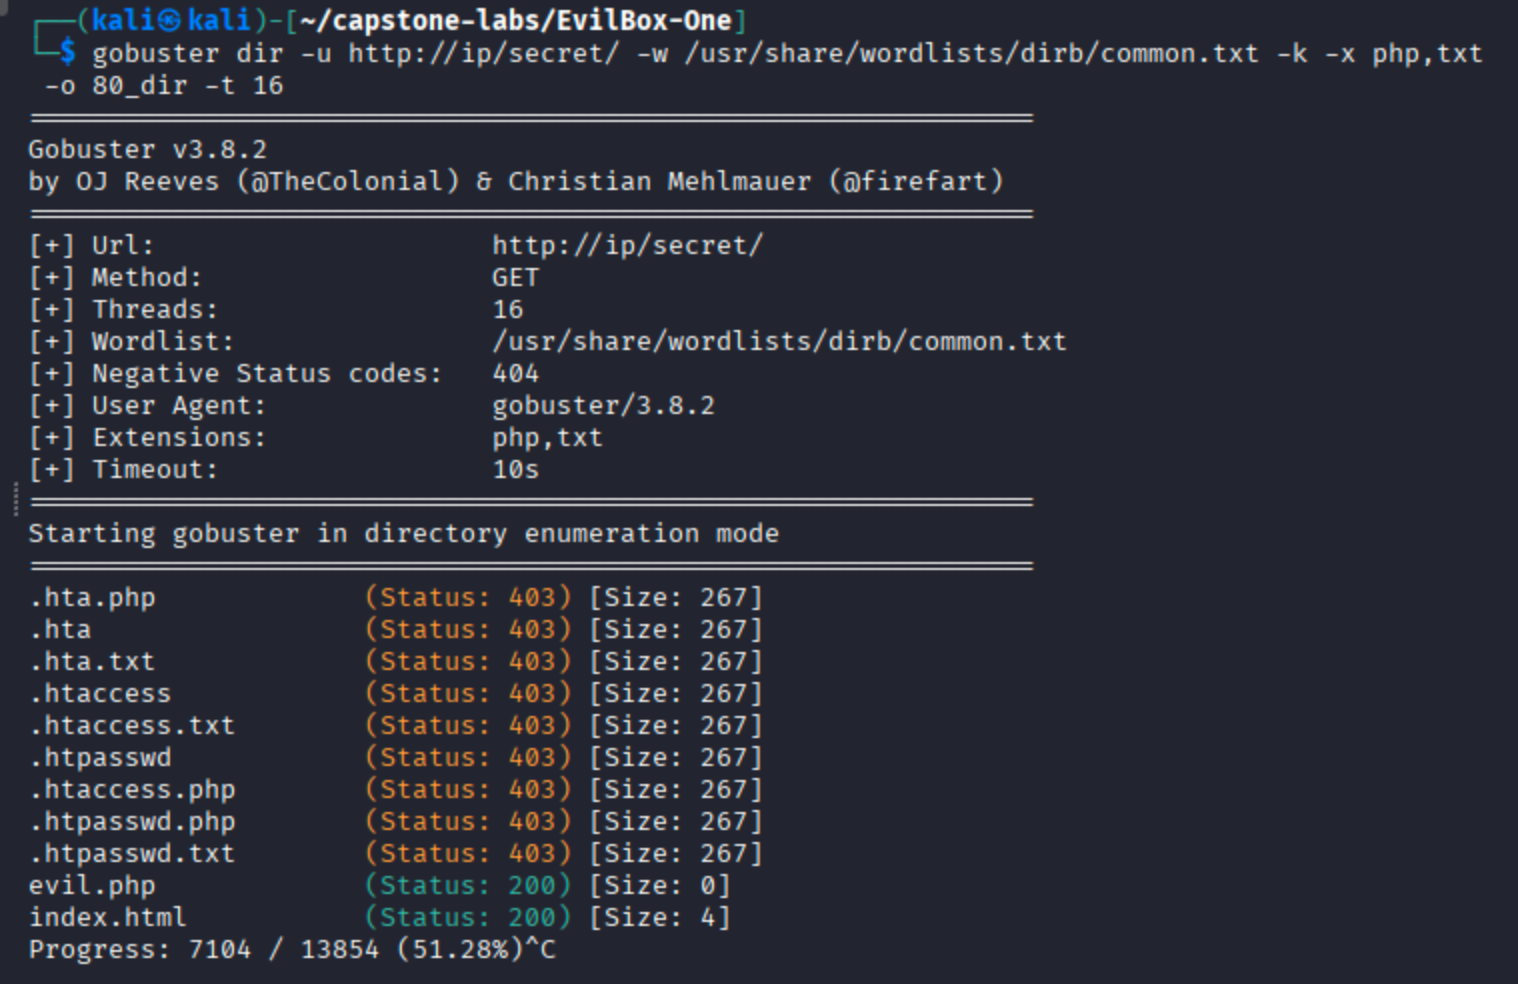 (kali㉿kali)-[~/capstone-labs/EvilBox-One]
$ gobuster dir -u http://ip/secret/ -w /usr/share/wordlists/dirb/common.txt -k -x php,txt
-o 80_dir -t 16
Gobuster v3.8.2
by OJ Reeves (@TheColonial) & Christian Mehlmauer (@firefart)
[+] Url: http://ip/secret/
[+] Method: GET
[+] Threads: 16
[+] Wordlist: /usr/share/wordlists/dirb/common.txt
[+] Negative Status codes: 404
[+] User Agent: gobuster/3.8.2
[+] Extensions: php,txt
[+] Timeout: 10s
Starting gobuster in directory enumeration mode
.hta.php (Status: 403) [Size: 267]
.hta (Status: 403) [Size: 267]
.hta.txt (Status: 403) [Size: 267]
.htaccess (Status: 403) [Size: 267]
.htaccess.txt (Status: 403) [Size: 267]
.htpasswd (Status: 403) [Size: 267]
.htaccess.php (Status: 403) [Size: 267]
.htpasswd.php (Status: 403) [Size: 267]
.htpasswd.txt (Status: 403) [Size: 267]
evil.php (Status: 200) [Size: 0]
index.html (Status: 200) [Size: 4]
Progress: 7104 / 13854 (51.28%)^C